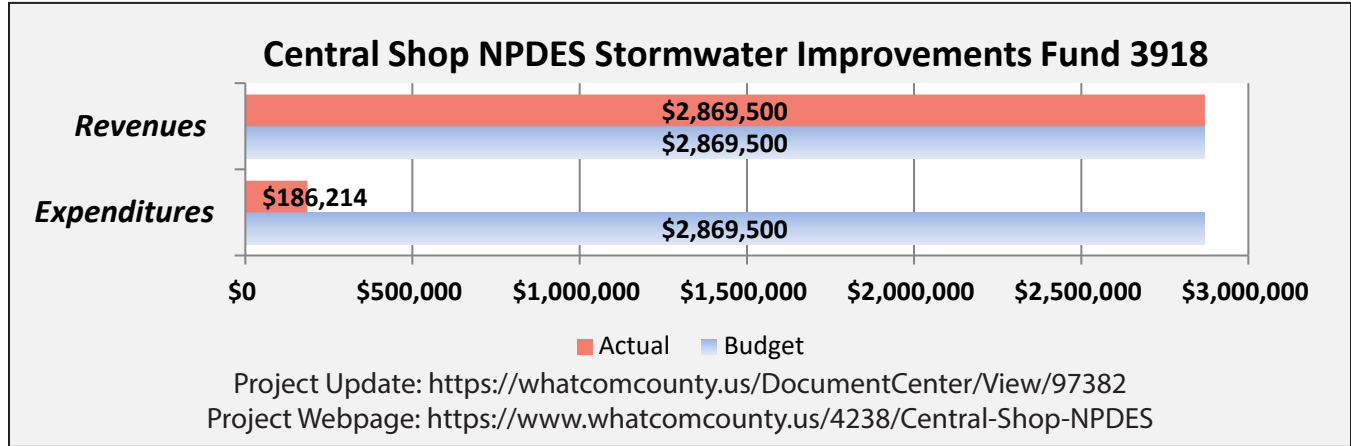 Central Shop NPDES Stormwater Improvements Fund 3918
Revenues
$2,869,500
$2,869,500
Expenditures
$186,214
$2,869,500
$0 $500,000 $1,000,000 $1,500,000 $2,000,000 $2,500,000 $3,000,000
Actual Budget
Project Update: https://whatcomcounty.us/DocumentCenter/View/97382
Project Webpage: https://www.whatcomcounty.us/4238/Central-Shop-NPDES